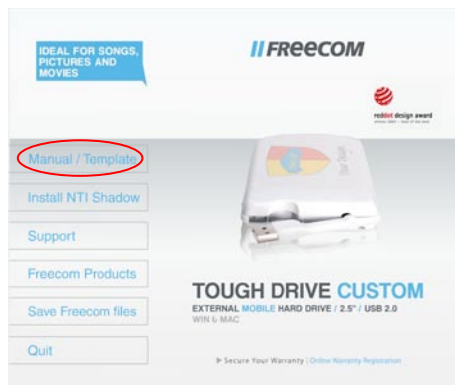 IDEAL FOR SONGS,
PICTURES AND
MOVIES
FREECOM
reddot design award
Manual / Template
Install NTI Shadow
Support
Freecom Products
Save Freecom files
Quit
Your Design
TOUGH DRIVE CUSTOM
EXTERNAL MOBILE HARD DRIVE / 2.5" / USB 2.0
WIN & MAC
Secure Your Warranty | Online Warranty Registration